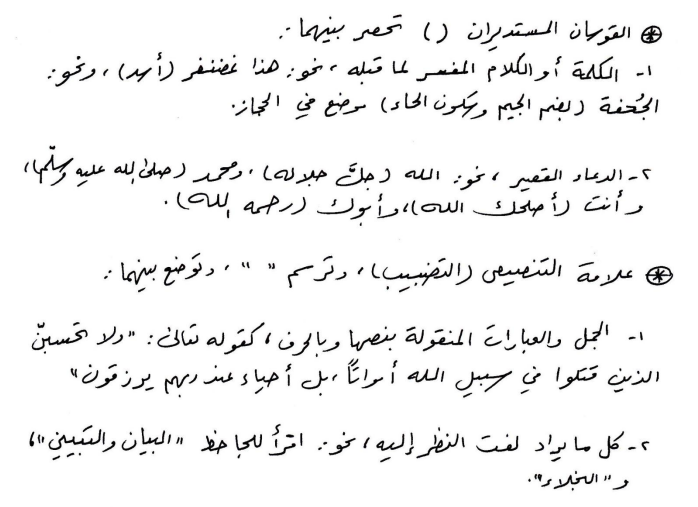 ⊛ القوسان المستديران ( ) تحصر بينهما :
١- الكلمة أو الكلام المفسر لما قبله ، نحو : هذا غضنفر (أسد) ، ونحو :
الجُحفة (بضم الجيم وسكون الحاء) موضع في الحجاز.
٢- الدعاء القصير ، نحو : الله (جلَّ جلاله) ، ومحمد (صلى الله عليه وسلّم) ،
وأنت (أصلحك الله) ، وأبوك (رحمه الله) .
⊛ علامة التنصيص (التضبيب) ، وترسم " " ، وتوضع بينهما :
١- الجمل والعبارات المنقولة بنصها وبالحرف ، كقوله تعالى : "ولا تحسبنّ
الذين قتلوا في سبيل الله أمواتاً ، بل أحياء عند ربهم يرزقون"
٢- كل ما يراد لفت النظر إليه ، نحو : اقرأ للجاحظ "البيان والتبيين" ،
و "البخلاء" .